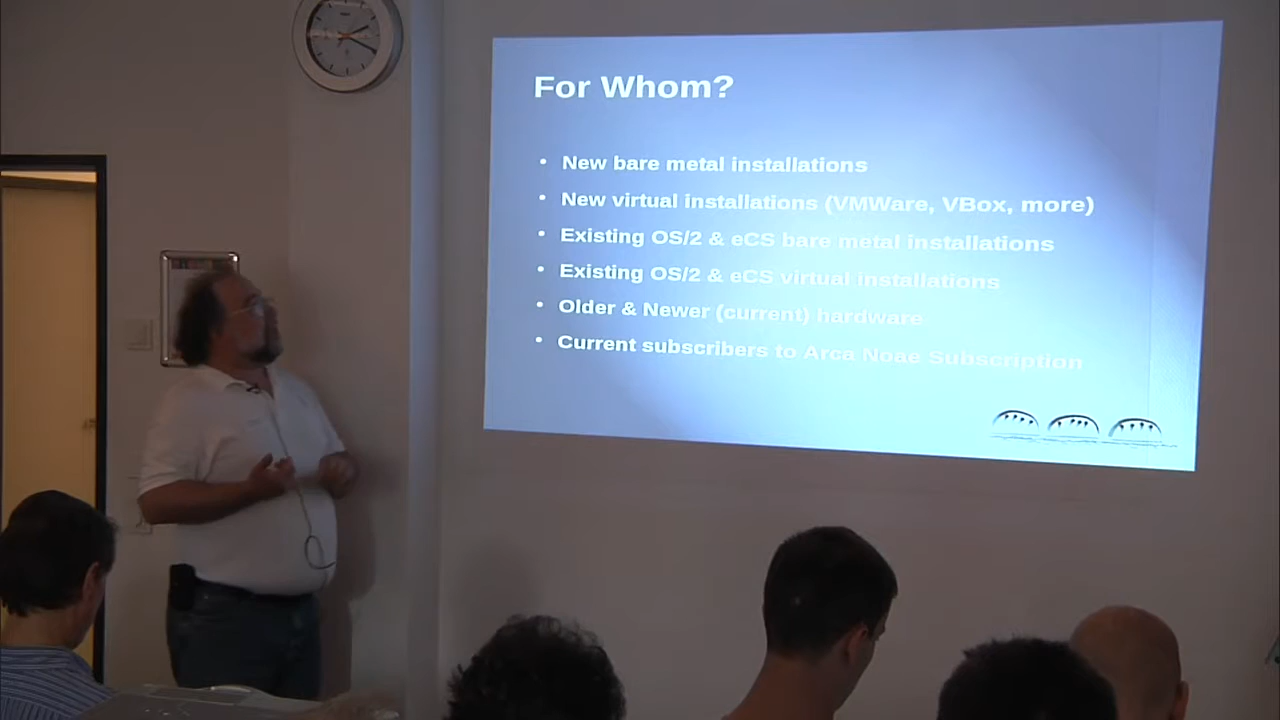 For Whom?
• New bare metal installations
• New virtual installations (VMWare, VBox, more)
• Existing OS/2 & eCS bare metal installations
• Existing OS/2 & eCS virtual installations
• Older & Newer (current) hardware
• Current subscribers to Arca Noae Subscription